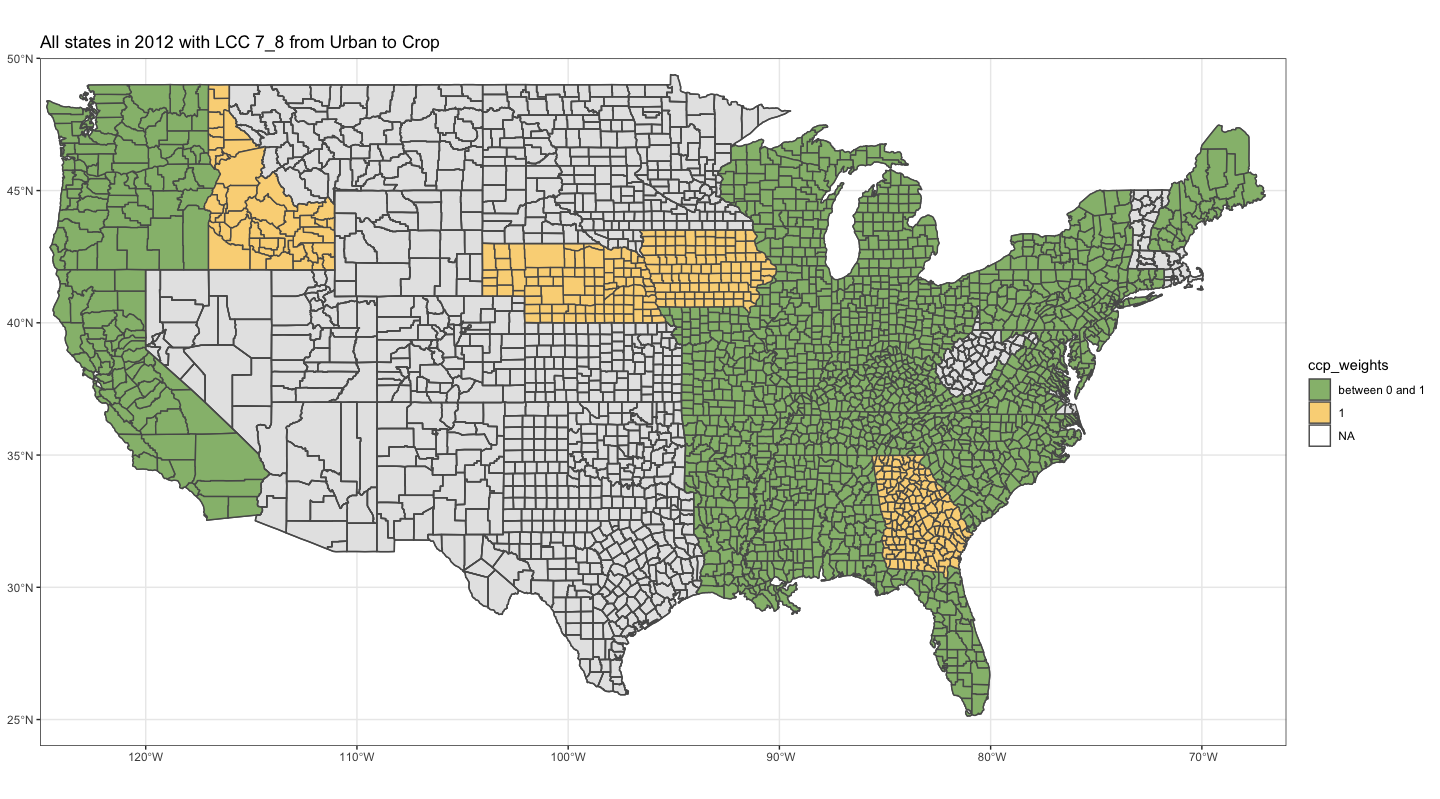 All states in 2012 with LCC 7_8 from Urban to Crop
50°N
45°N
40°N
35°N
30°N
25°N
120°W
110°W
100°W
90°W
80°W
70°W
ccp_weights
between 0 and 1
1
NA